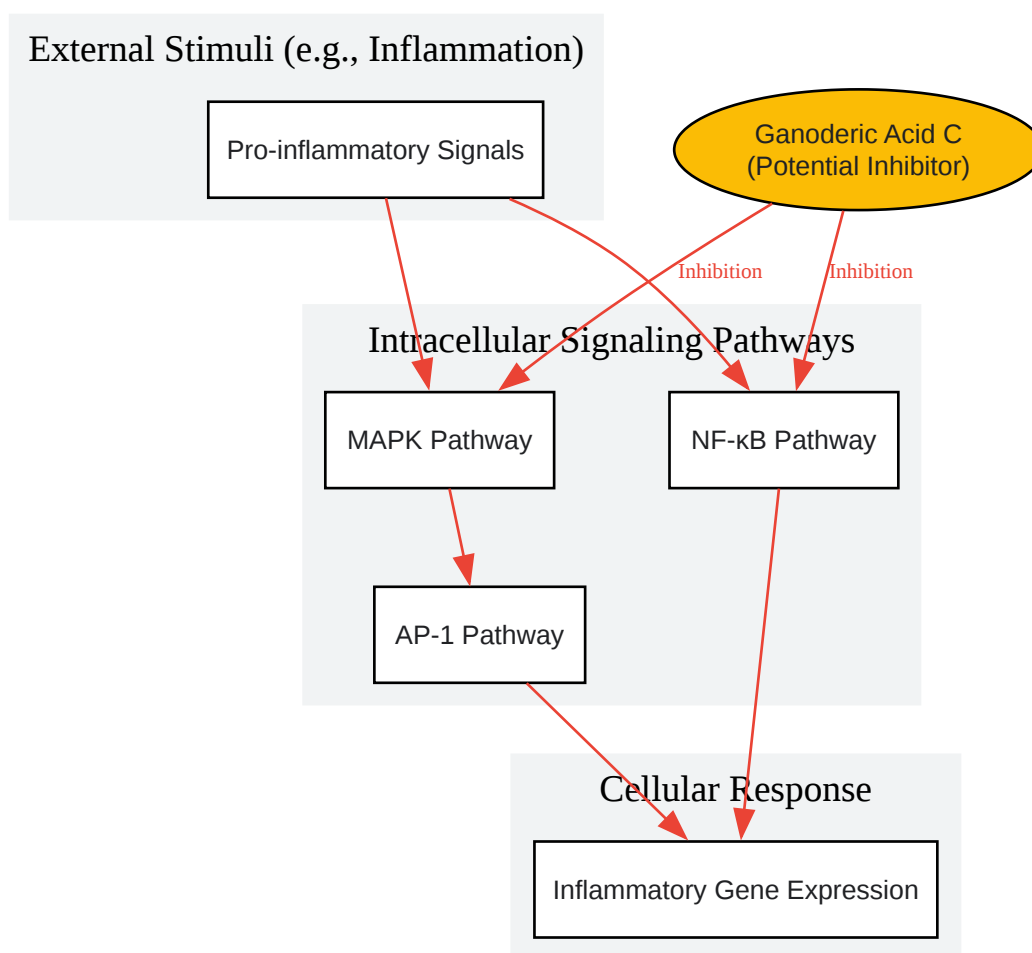 External Stimuli (e.g., Inflammation)
Pro-inflammatory Signals
Ganoderic Acid C
(Potential Inhibitor)
Inhibition
Inhibition
Intracellular Signaling Pathways
MAPK Pathway
NF-κB Pathway
AP-1 Pathway
Cellular Response
Inflammatory Gene Expression